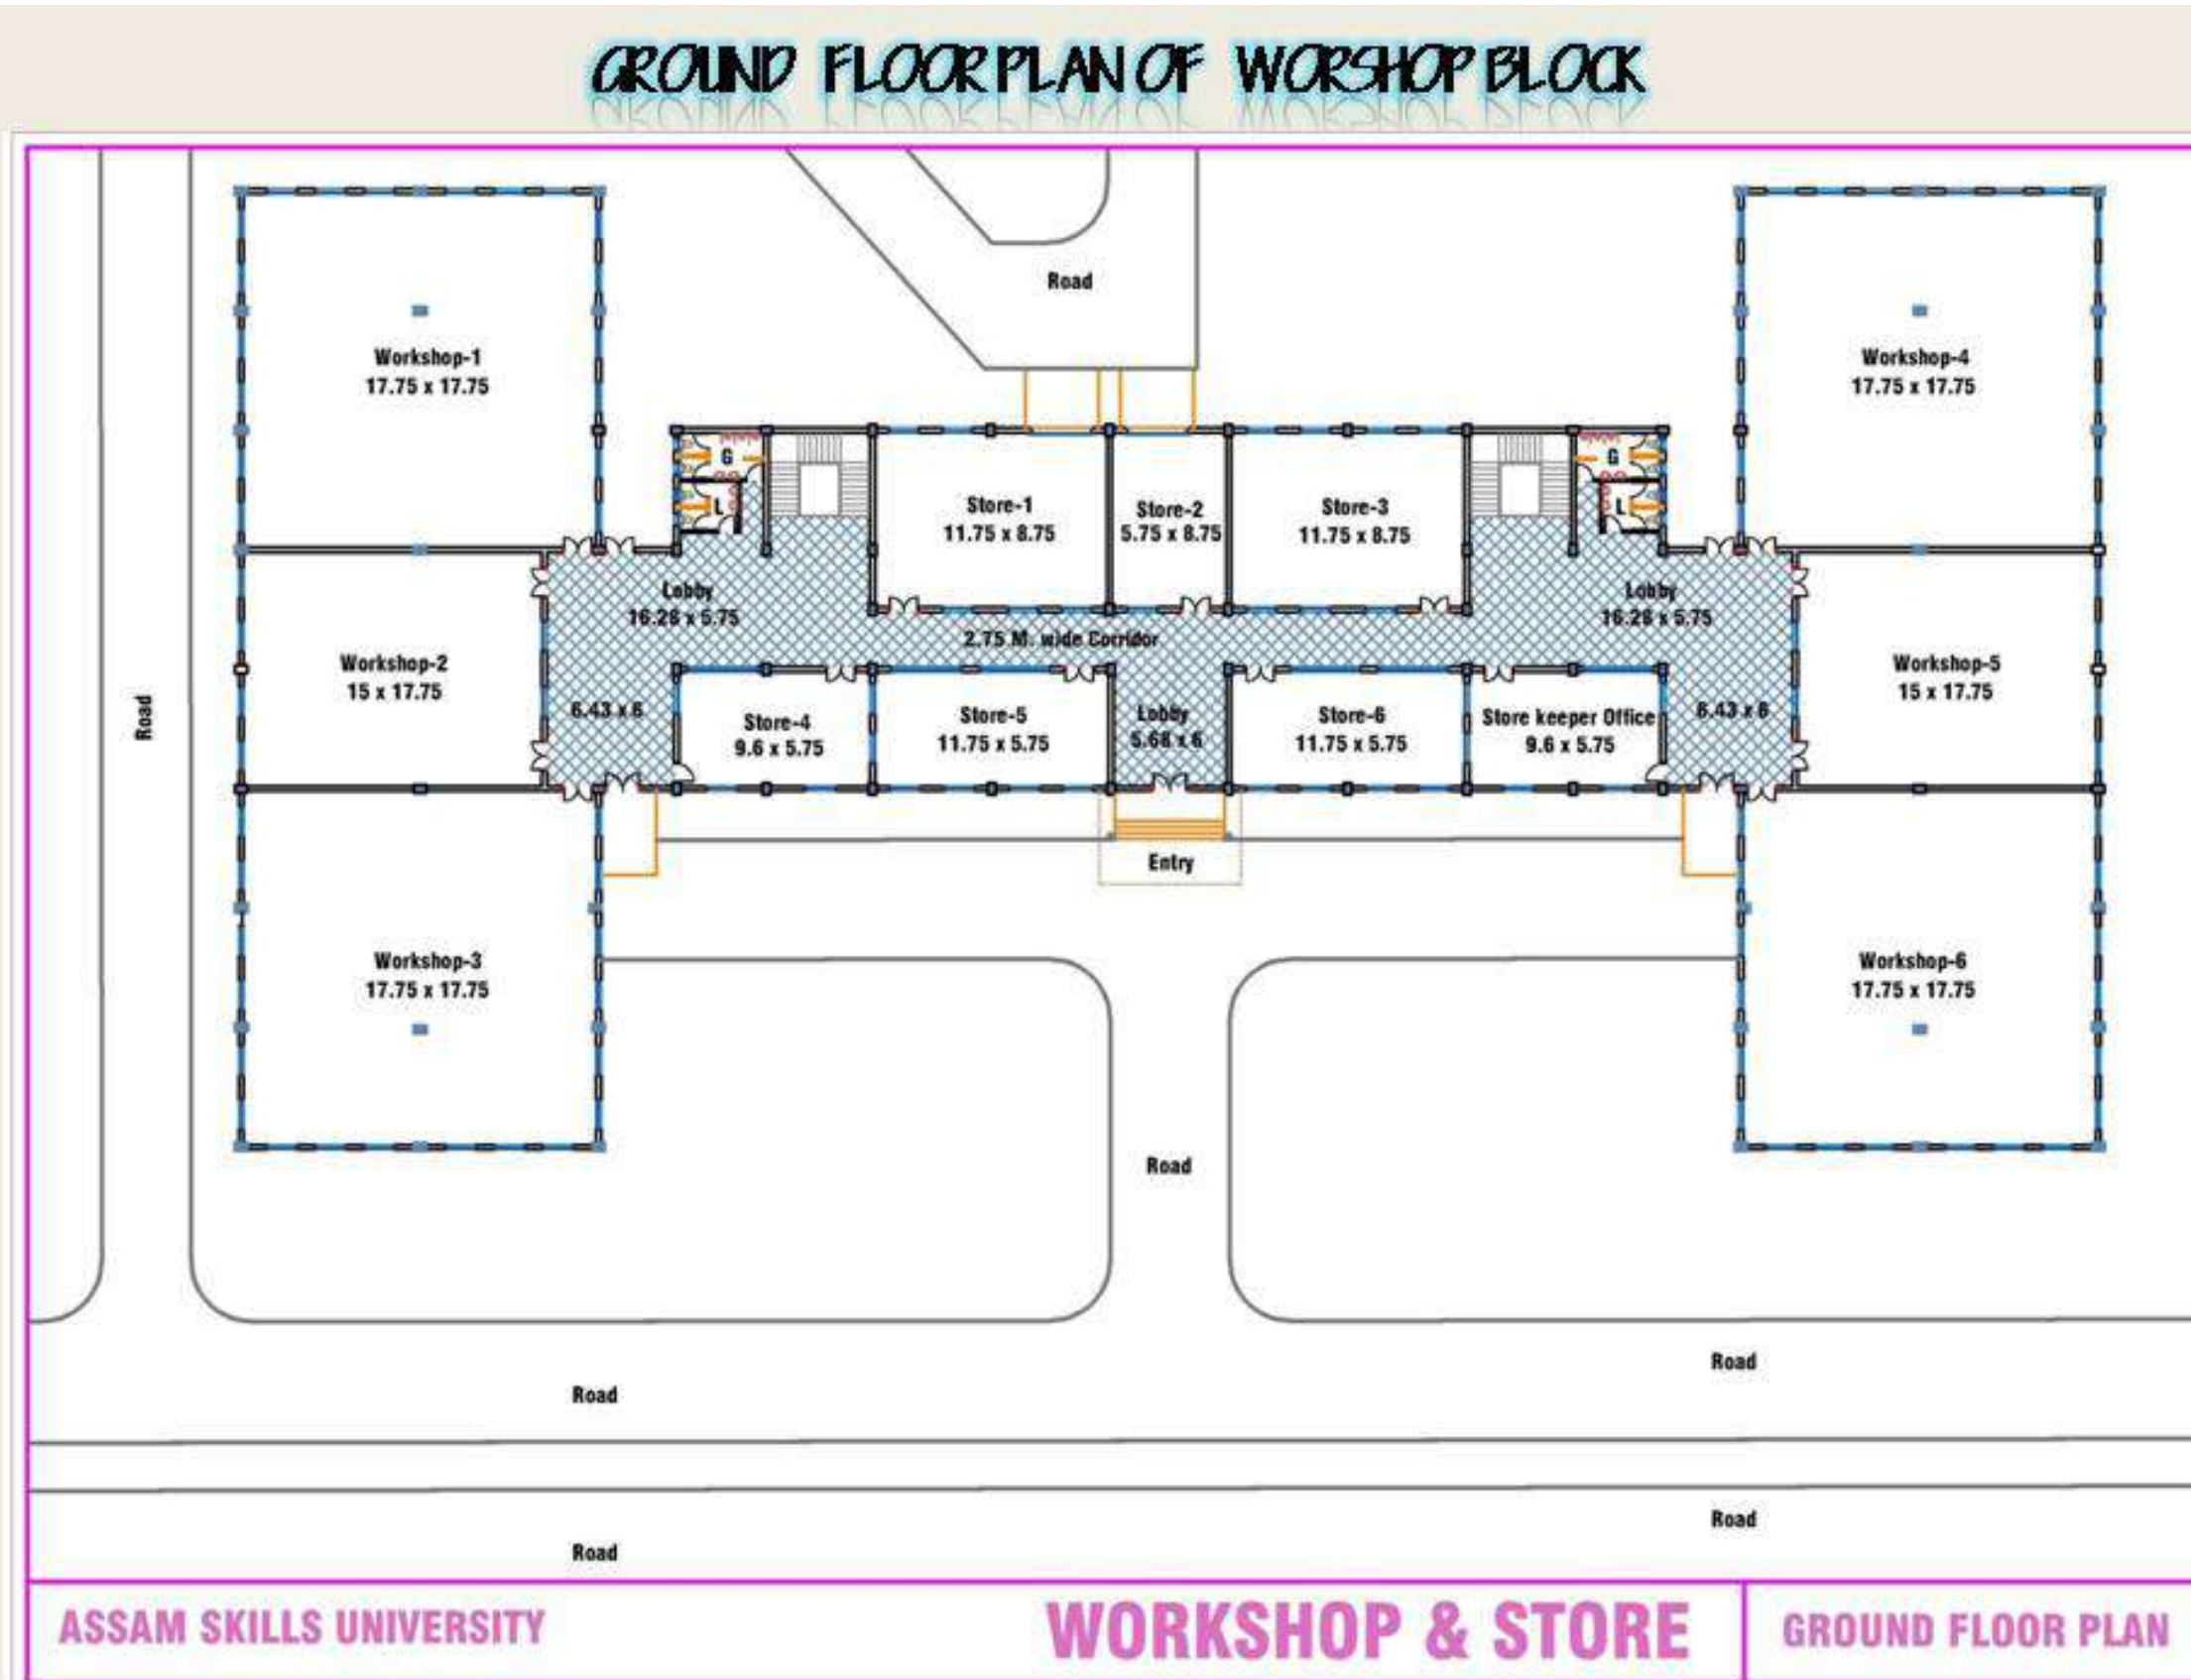 GROUND FLOOR PLAN OF WORSHOP BLOCK
Road
Workshop-1
17.75 x 17.75
Workshop-4
17.75 x 17.75
G
G
L
L
Store-1
11.75 x 8.75
Store-2
5.75 x 8.75
Store-3
11.75 x 8.75
Lobby
16.28 x 5.75
Lobby
16.28 x 5.75
2.75 M. wide Corridor
Workshop-2
15 x 17.75
Workshop-5
15 x 17.75
Road
6.43 x 6
Store-4
9.6 x 5.75
Store-5
11.75 x 5.75
Lobby
5.68 x 6
Store-6
11.75 x 5.75
Store keeper Office
9.6 x 5.75
6.43 x 6
Entry
Workshop-3
17.75 x 17.75
Workshop-6
17.75 x 17.75
Road
Road
Road
Road
Road
ASSAM SKILLS UNIVERSITY
WORKSHOP & STORE
GROUND FLOOR PLAN